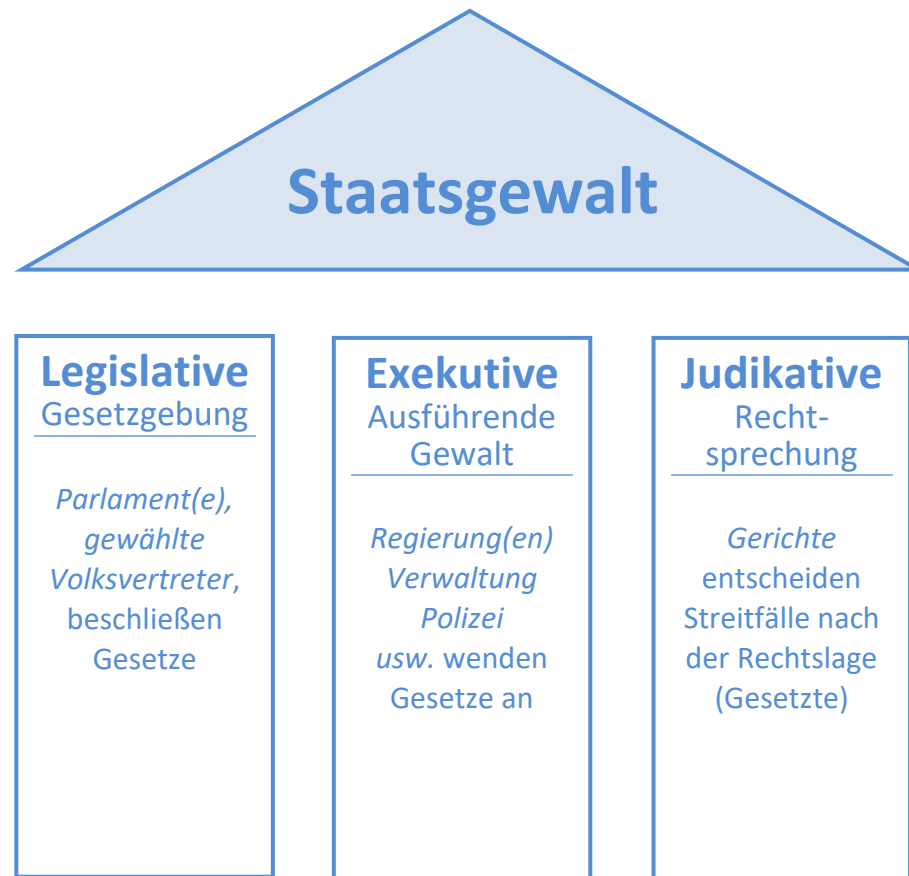 Staatsgewalt
Legislative
Gesetzgebung
Parlament(e),
gewählte
Volksvertreter,
beschließen
Gesetze
Exekutive
Ausführende
Gewalt
Regierung(en)
Verwaltung
Polizei
usw. wenden
Gesetze an
Judikative
Recht-
sprechung
Gerichte
entscheiden
Streitfälle nach
der Rechtslage
(Gesetzte)